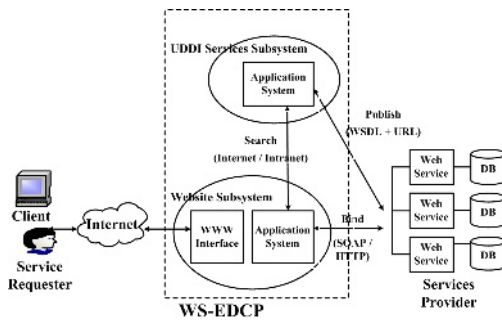 UDDI Services Subsystem
Application
System
Publish
(WSDL + URL)
Search
(Internet / Intranet)
Web
Service
DB
Website Subsystem
Client
Internet
WWW
Interface
Application
System
Bind
(SOAP /
HTTP)
Web
Service
DB
Web
Service
DB
Service
Requester
Services
Provider
WS-EDCP